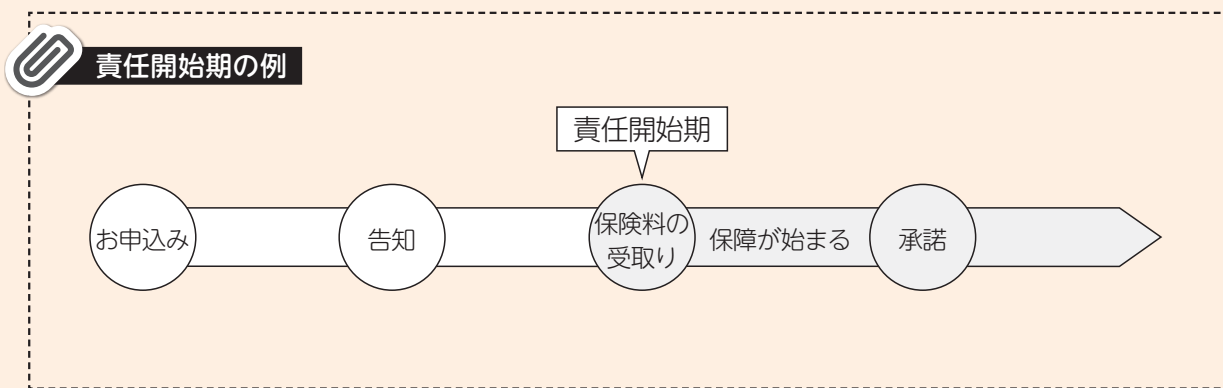 責任開始期の例
責任開始期
お申込み
告知
保険料の
受取り
保障が始まる
承諾